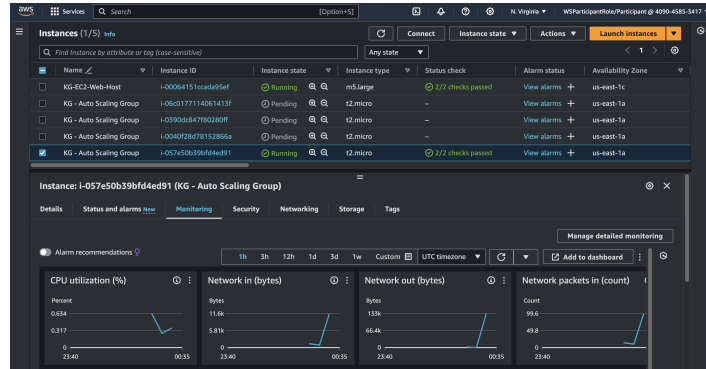 aws Services Search [Option+S] N. Virginia WSParticipantRole/Participant @ 4090-4585-3417
Instances (1/5) Info Connect Instance state Actions Launch instances
Find Instance by attribute or tag (case-sensitive) Any state 1
Name Instance ID Instance state Instance type Status check Alarm status Availability Zone
KG-EC2-Web-Host i-00064151ccada95ef Running m5.large 2/2 checks passed View alarms + us-east-1c
KG - Auto Scaling Group i-06c0177114061413f Pending t2.micro – View alarms + us-east-1a
KG - Auto Scaling Group i-0390dc847f80280ff Pending t2.micro – View alarms + us-east-1a
KG - Auto Scaling Group i-0040f28d78152866a Pending t2.micro – View alarms + us-east-1a
KG - Auto Scaling Group i-057e50b39bfd4ed91 Running t2.micro 2/2 checks passed View alarms + us-east-1a
Instance: i-057e50b39bfd4ed91 (KG - Auto Scaling Group)
Details Status and alarms New Monitoring Security Networking Storage Tags
Manage detailed monitoring
Alarm recommendations 1h 3h 12h 1d 3d 1w Custom UTC timezone Add to dashboard
CPU utilization (%) Network in (bytes) Network out (bytes) Network packets in (count)
Percent Bytes Bytes Count
0.634 11.6k 133k 99.6
0.317 5.81k 66.4k 49.8
0 0 0 0
23:40 00:35 23:40 00:35 23:40 00:35 23:40 00:35